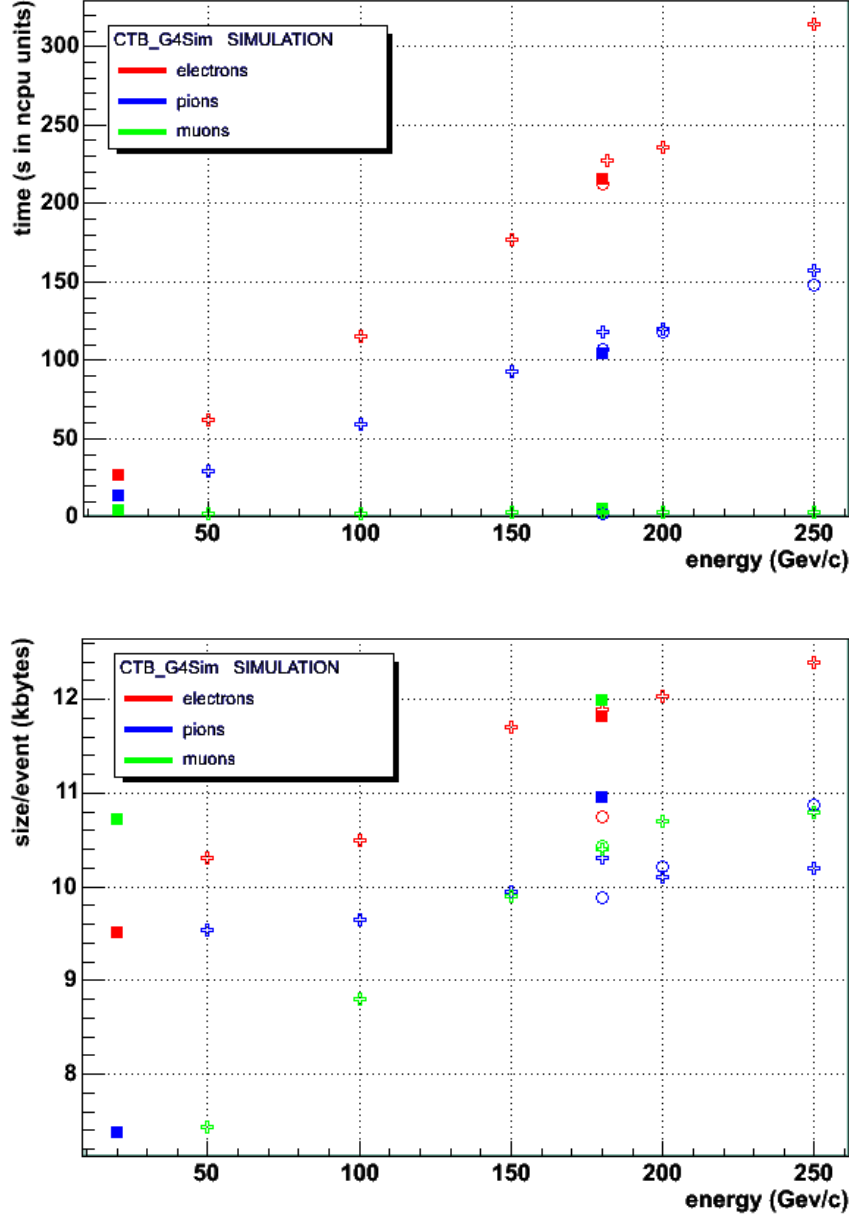 time (s in ncpu units)
300
250
200
150
100
50
0
CTB_G4Sim SIMULATION
electrons
pions
muons
50 100 150 200 250
energy (Gev/c)
size/event (kbytes)
12
11
10
9
8
CTB_G4Sim SIMULATION
electrons
pions
muons
50 100 150 200 250
energy (Gev/c)